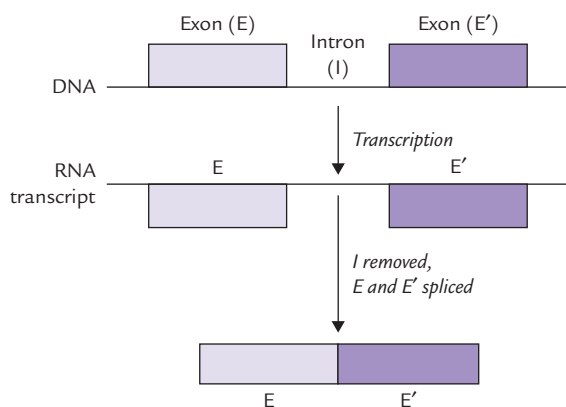 Exon (E)
Intron
(I)
Exon (E′)
DNA
Transcription
RNA
transcript
E
E′
I removed,
E and E′ spliced
E
E′